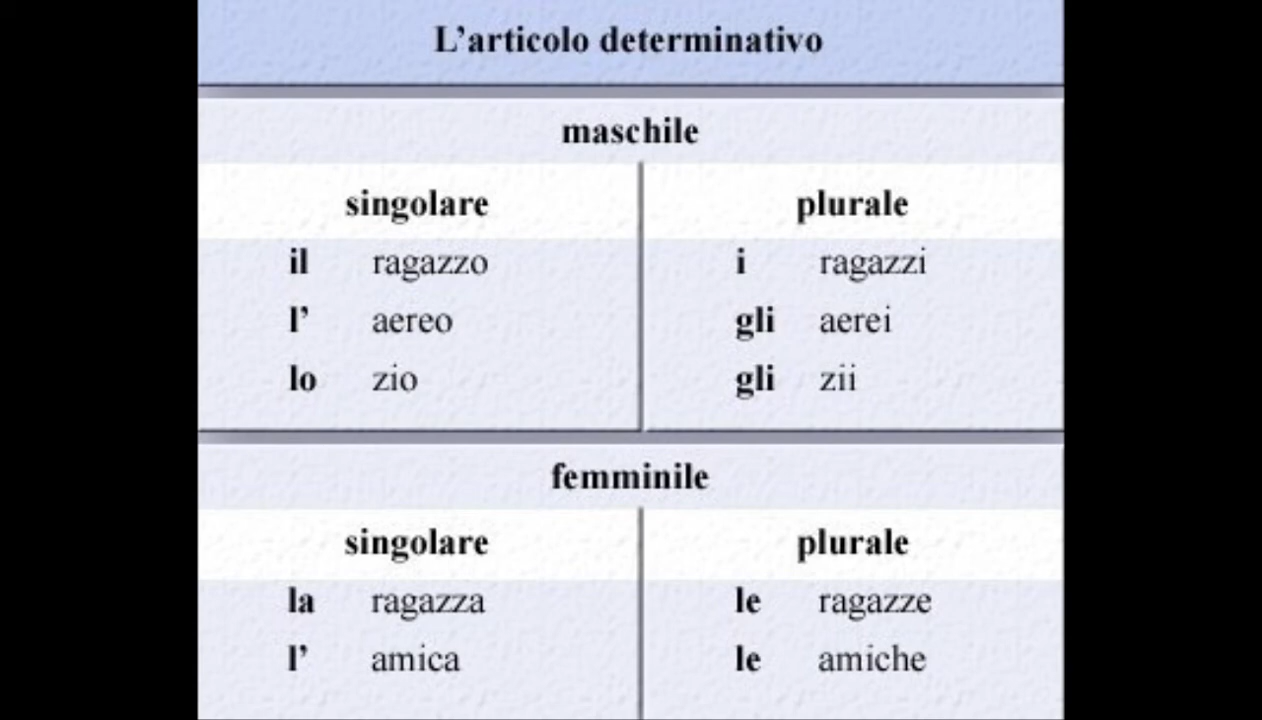 L’articolo determinativo
maschile
singolare plurale
il ragazzo i ragazzi
l’ aereo gli aerei
lo zio gli zii
femminile
singolare plurale
la ragazza le ragazze
l’ amica le amiche